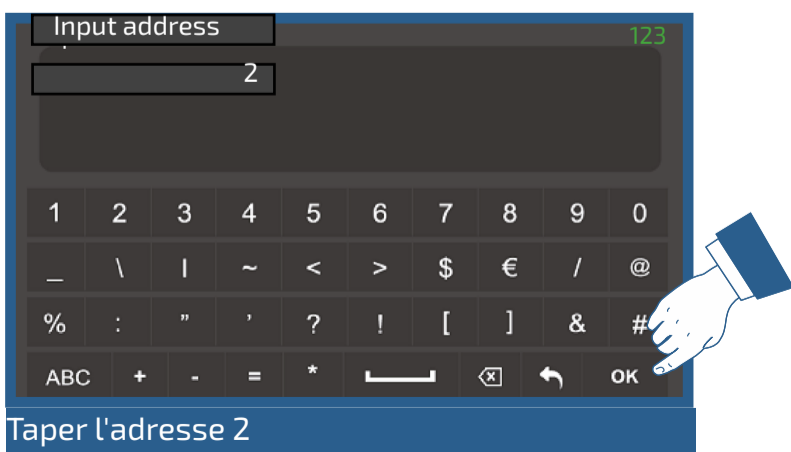 Input address
123
2
1 2 3 4 5 6 7 8 9 0
_ \ | ~ < > $ € / @
% : " ' ? ! [ ] & #
ABC + - = * OK
Taper l'adresse 2